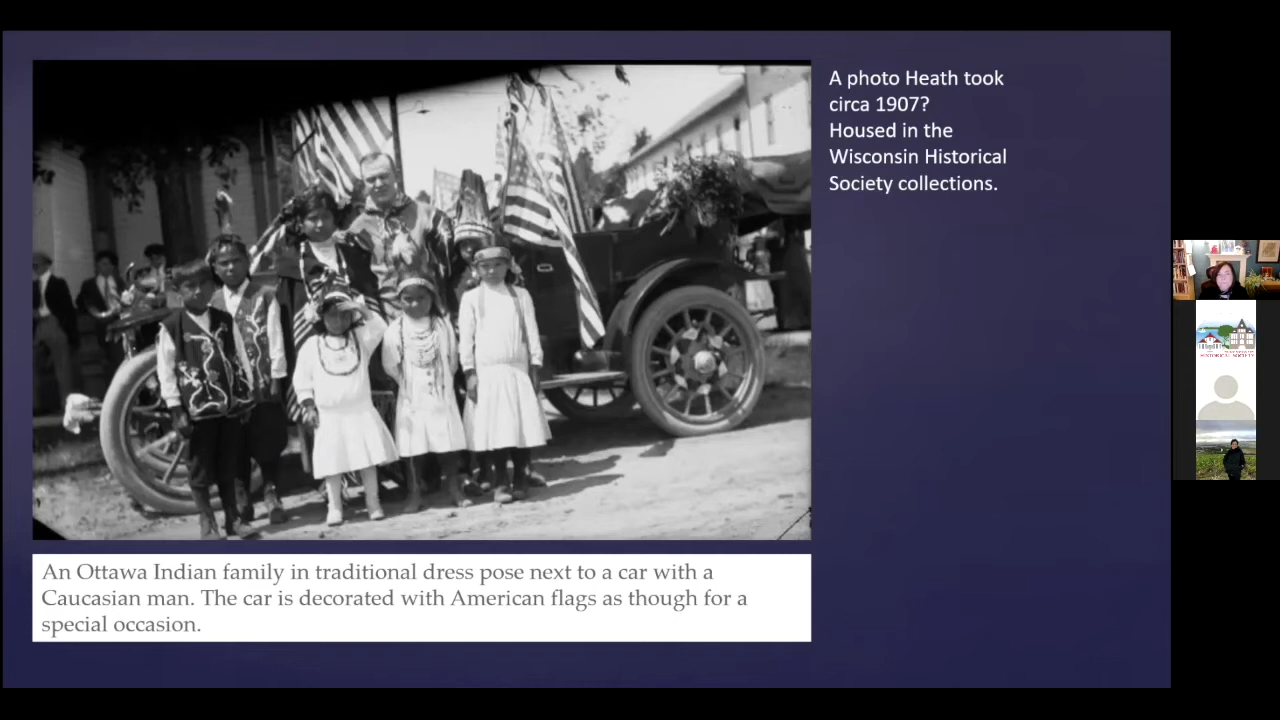 A photo Heath took
circa 1907?
Housed in the
Wisconsin Historical
Society collections.
An Ottawa Indian family in traditional dress pose next to a car with a
Caucasian man. The car is decorated with American flags as though for a
special occasion.
HISTORICAL SOCIETY